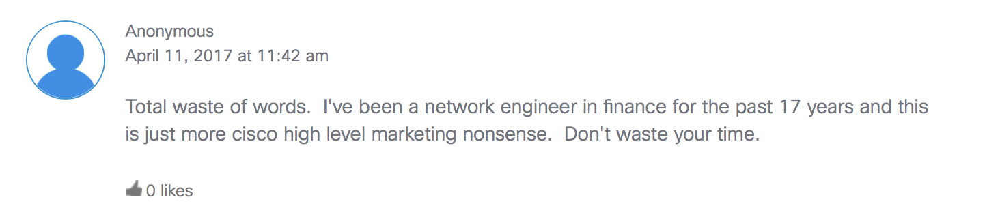 Anonymous
April 11, 2017 at 11:42 am
Total waste of words.  I've been a network engineer in finance for the past 17 years and this
is just more cisco high level marketing nonsense.  Don't waste your time.
0 likes